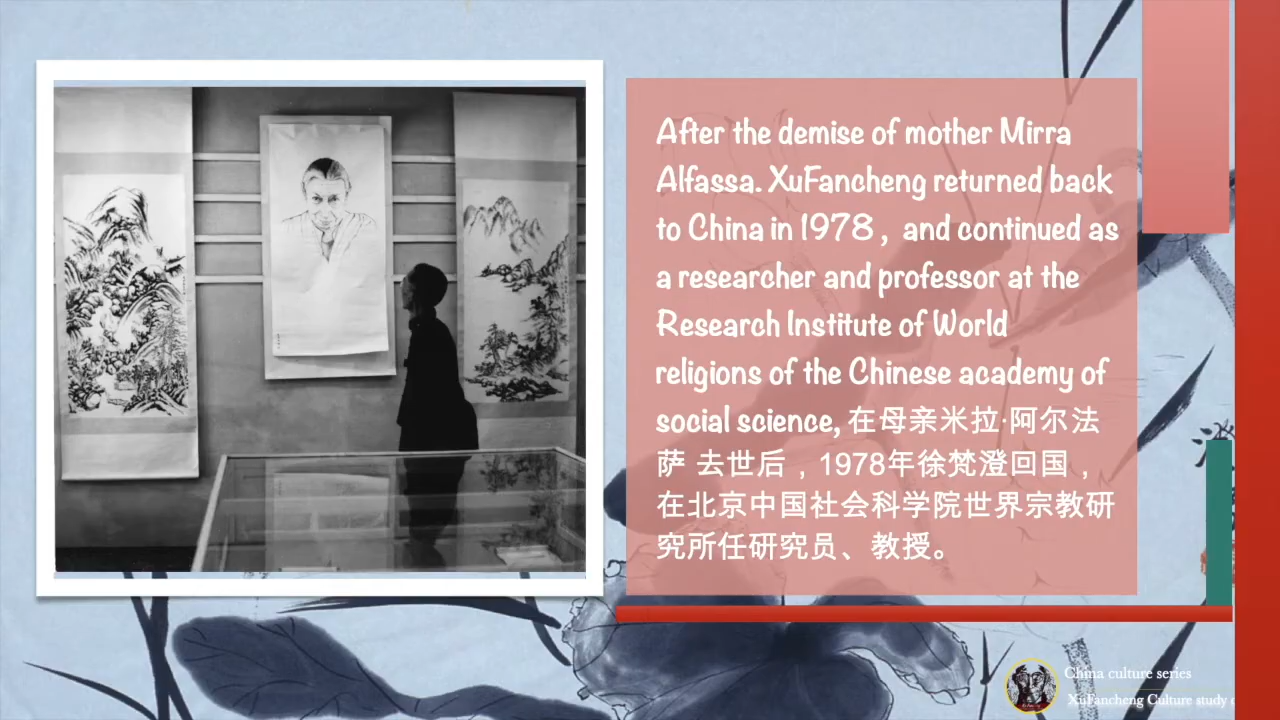 After the demise of mother Mirra
Alfassa. XuFancheng returned back
to China in 1978， and continued as
a researcher and professor at the
Research Institute of World
religions of the Chinese academy of
social science, 在母亲米拉·阿尔法
萨 去世后，1978年徐梵澄回国，
在北京中国社会科学院世界宗教研
究所任研究员、教授。
China culture series
XuFancheng Culture study